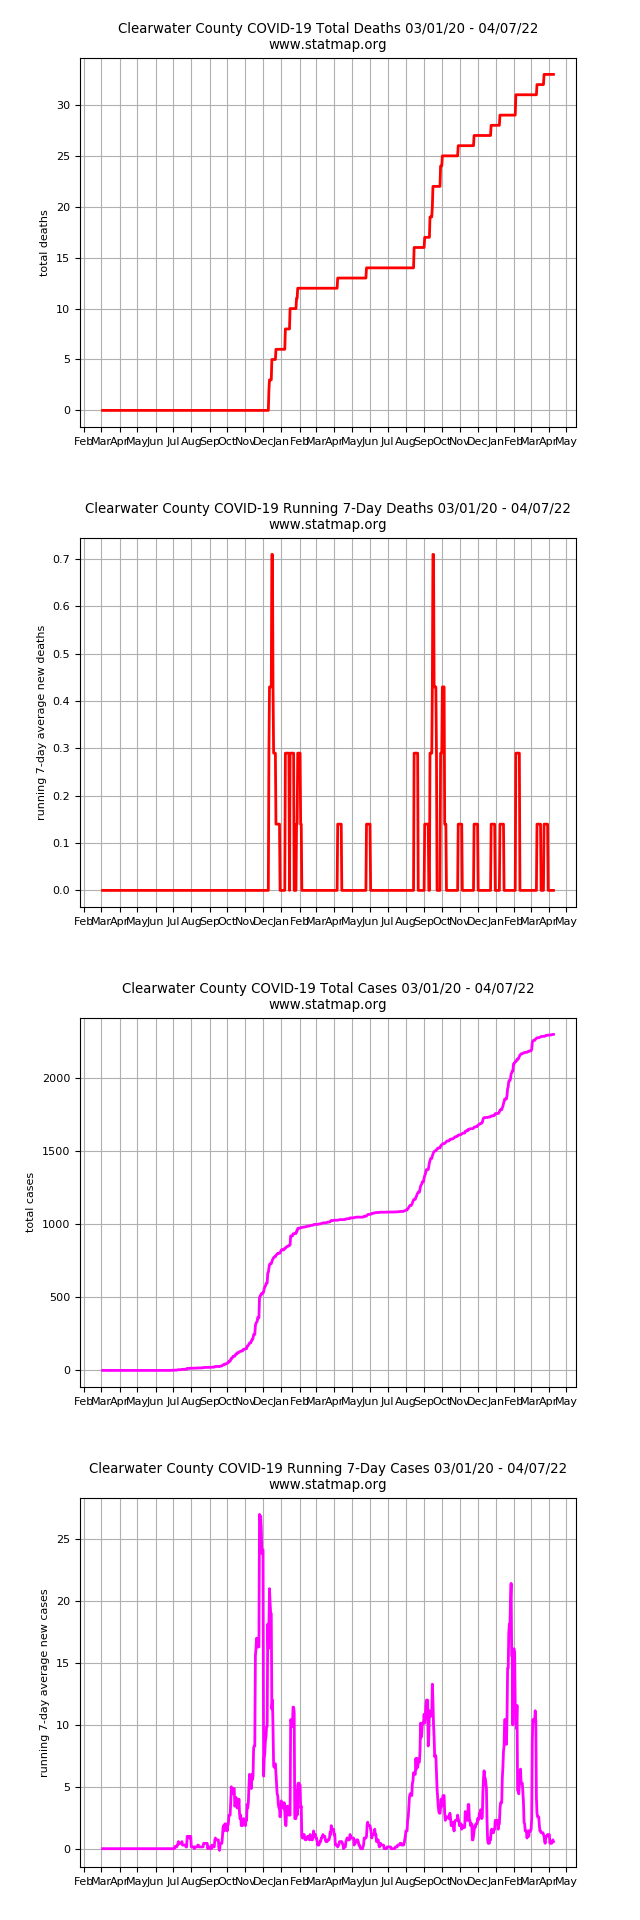 Clearwater County COVID-19 Total Deaths 03/01/20 - 04/07/22
www.statmap.org
30
25
20
15
10
5
0
total deaths
Feb Mar Apr May Jun Jul Aug Sep Oct Nov Dec Jan Feb Mar Apr May Jun Jul Aug Sep Oct Nov Dec Jan Feb Mar Apr May
Clearwater County COVID-19 Running 7-Day Deaths 03/01/20 - 04/07/22
www.statmap.org
0.7
0.6
0.5
0.4
0.3
0.2
0.1
0.0
running 7-day average new deaths
Feb Mar Apr May Jun Jul Aug Sep Oct Nov Dec Jan Feb Mar Apr May Jun Jul Aug Sep Oct Nov Dec Jan Feb Mar Apr May
Clearwater County COVID-19 Total Cases 03/01/20 - 04/07/22
www.statmap.org
2000
1500
1000
500
0
total cases
Feb Mar Apr May Jun Jul Aug Sep Oct Nov Dec Jan Feb Mar Apr May Jun Jul Aug Sep Oct Nov Dec Jan Feb Mar Apr May
Clearwater County COVID-19 Running 7-Day Cases 03/01/20 - 04/07/22
www.statmap.org
25
20
15
10
5
0
running 7-day average new cases
Feb Mar Apr May Jun Jul Aug Sep Oct Nov Dec Jan Feb Mar Apr May Jun Jul Aug Sep Oct Nov Dec Jan Feb Mar Apr May